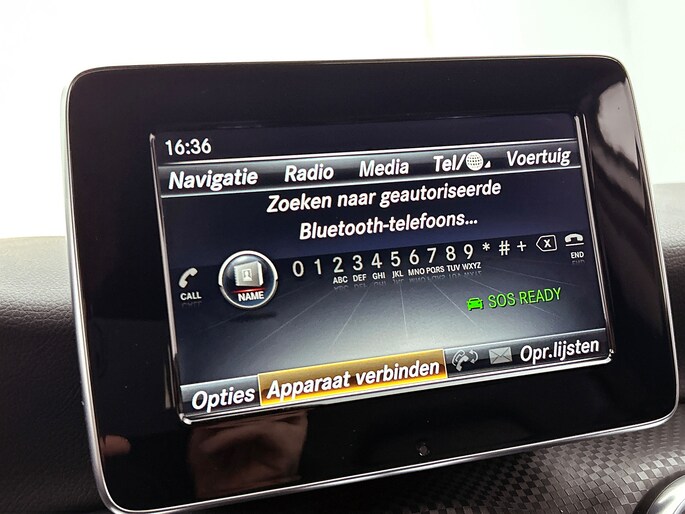 16:36
Navigatie Radio Media Tel/ Voertuig
Zoeken naar geautoriseerde
Bluetooth-telefoons...
0 1 2 3 4 5 6 7 8 9 * # +
ABC DEF GHI JKL MNO PQRS TUV WXYZ
CALL NAME END
SOS READY
Opties Apparaat verbinden Opr.lijsten